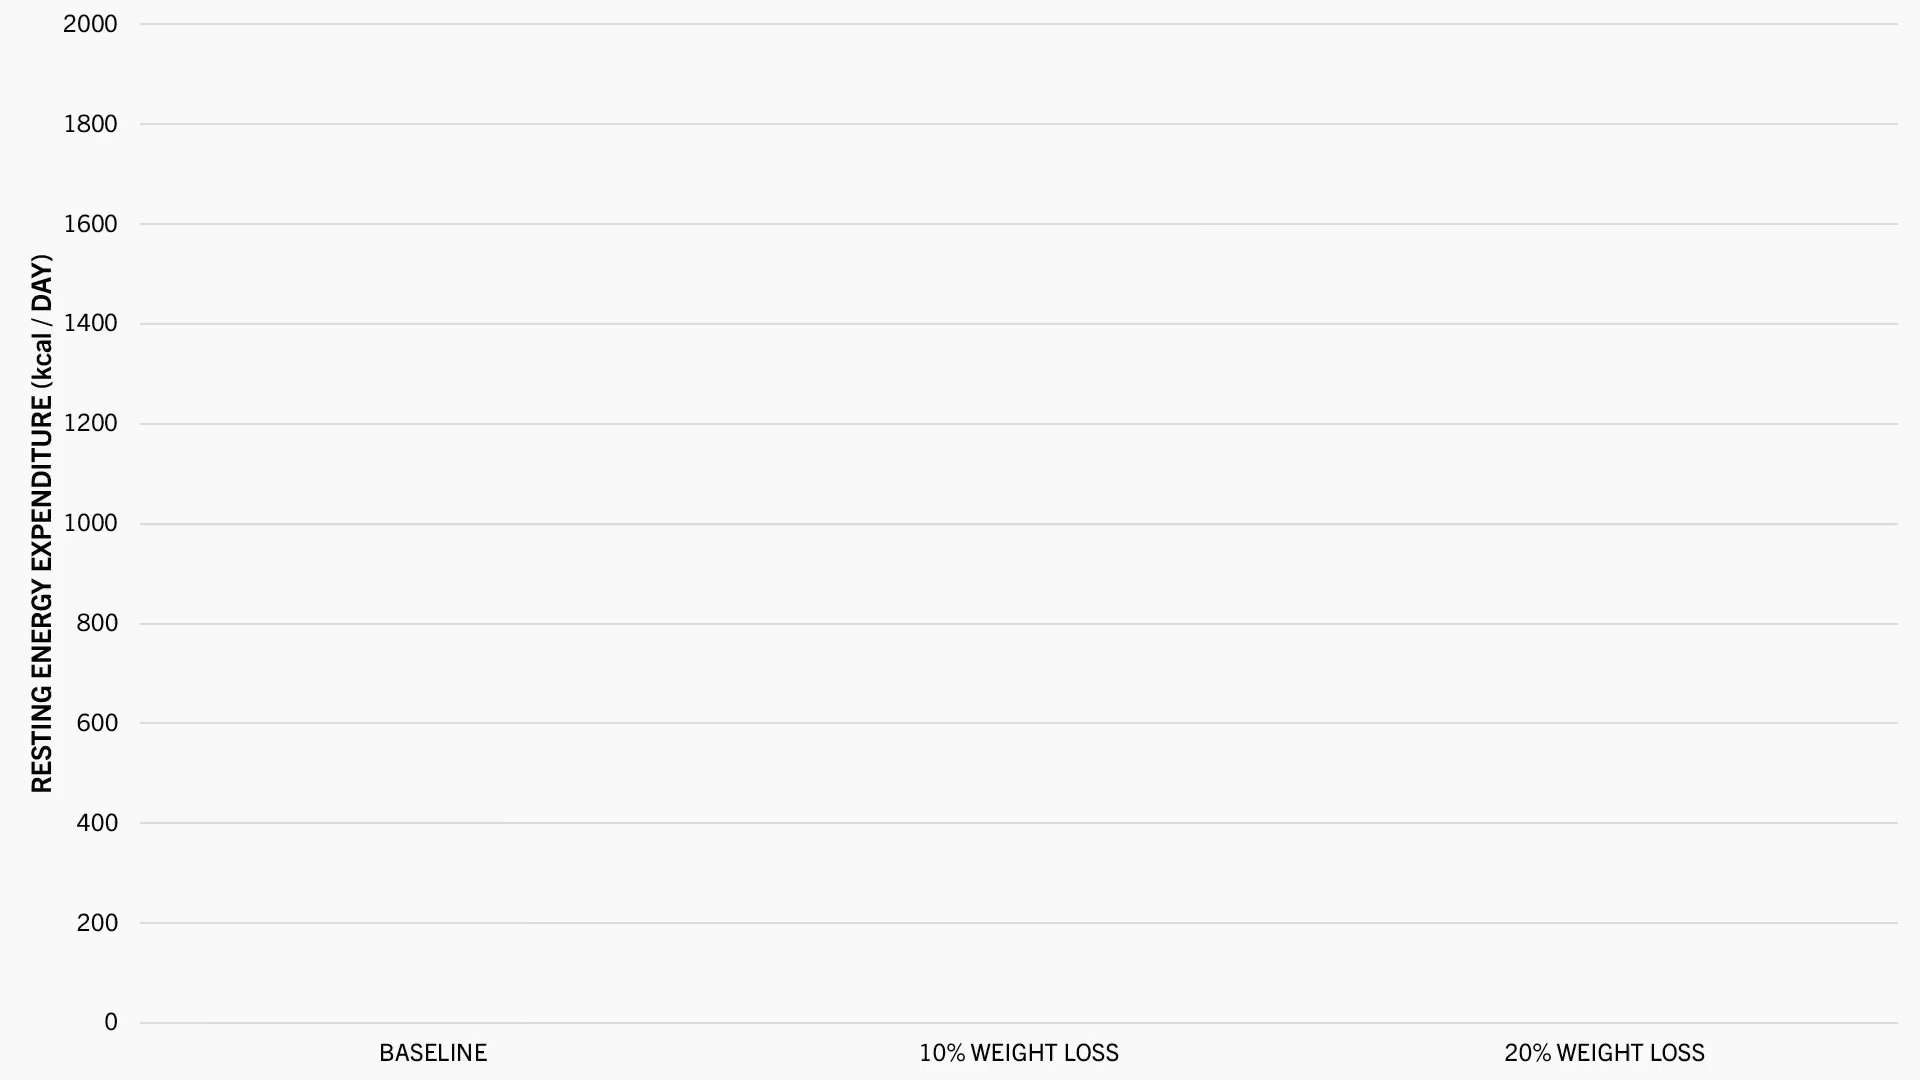 RESTING ENERGY EXPENDITURE (kcal / DAY)
2000
1800
1600
1400
1200
1000
800
600
400
200
0
BASELINE
10% WEIGHT LOSS
20% WEIGHT LOSS